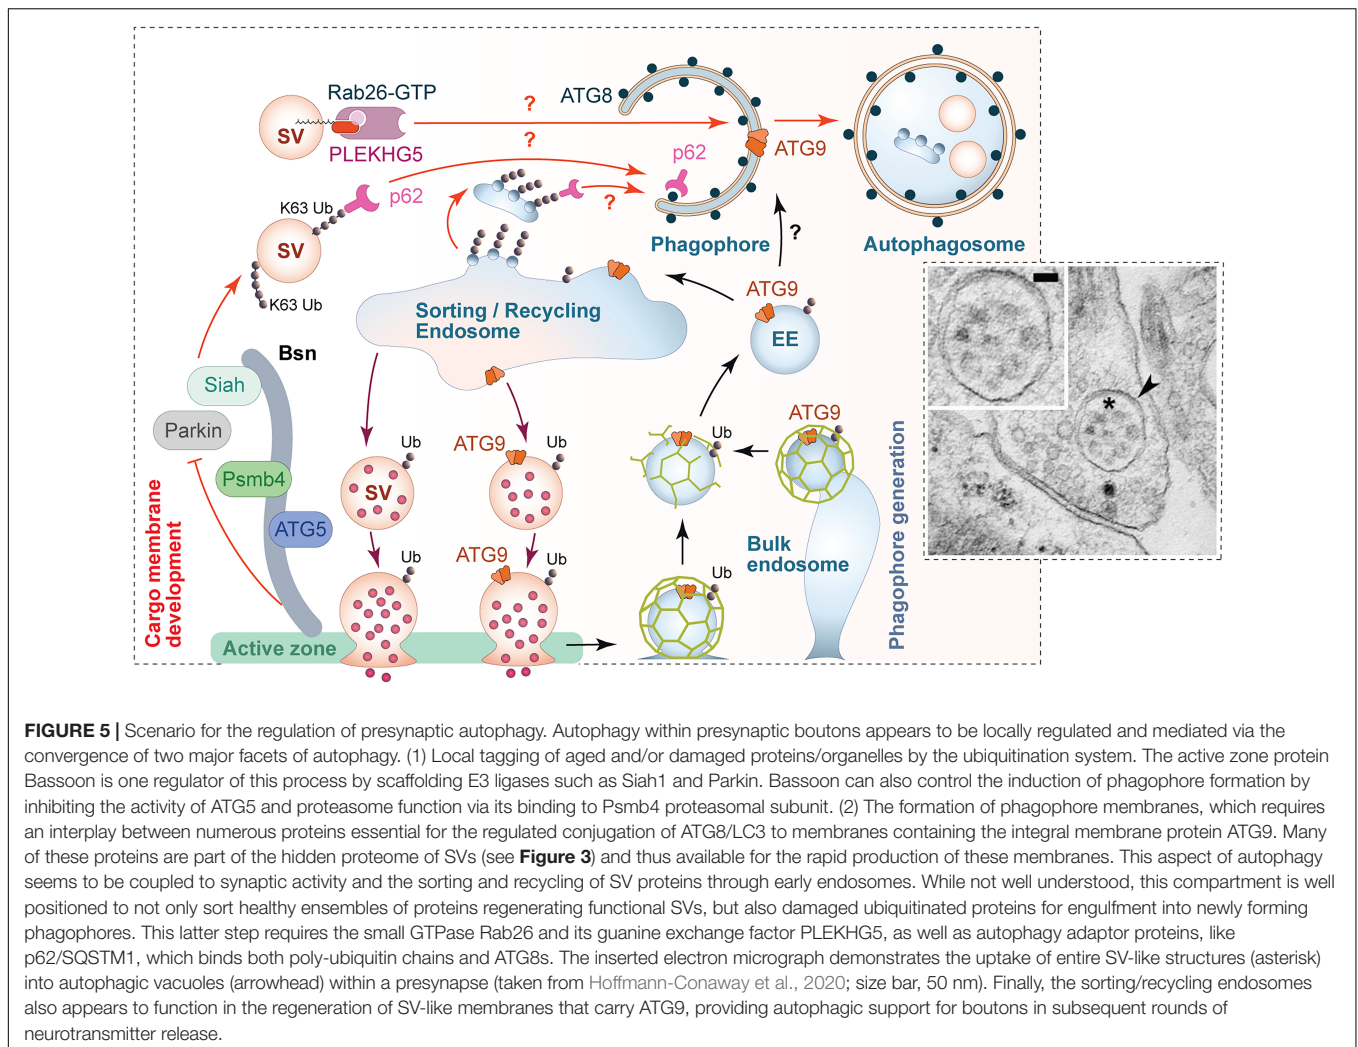 Rab26-GTP
SV
PLEKHG5
?
?
ATG8
ATG9
p62
p62
?
K63 Ub
SV
K63 Ub
Phagophore
Autophagosome
?
ATG9
EE
Sorting / Recycling
Endosome
Bsn
Siah
Parkin
Psmb4
ATG5
Cargo membrane
development
Ub
SV
Ub
ATG9
Ub
ATG9
Ub
Active zone
Ub
ATG9
Ub
Bulk
endosome
Phagophore generation
*
FIGURE 5 | Scenario for the regulation of presynaptic autophagy. Autophagy within presynaptic boutons appears to be locally regulated and mediated via the
convergence of two major facets of autophagy. (1) Local tagging of aged and/or damaged proteins/organelles by the ubiquitination system. The active zone protein
Bassoon is one regulator of this process by scaffolding E3 ligases such as Siah1 and Parkin. Bassoon can also control the induction of phagophore formation by
inhibiting the activity of ATG5 and proteasome function via its binding to Psmb4 proteasomal subunit. (2) The formation of phagophore membranes, which requires
an interplay between numerous proteins essential for the regulated conjugation of ATG8/LC3 to membranes containing the integral membrane protein ATG9. Many
of these proteins are part of the hidden proteome of SVs (see Figure 3) and thus available for the rapid production of these membranes. This aspect of autophagy
seems to be coupled to synaptic activity and the sorting and recycling of SV proteins through early endosomes. While not well understood, this compartment is well
positioned to not only sort healthy ensembles of proteins regenerating functional SVs, but also damaged ubiquitinated proteins for engulfment into newly forming
phagophores. This latter step requires the small GTPase Rab26 and its guanine exchange factor PLEKHG5, as well as autophagy adaptor proteins, like
p62/SQSTM1, which binds both poly-ubiquitin chains and ATG8s. The inserted electron micrograph demonstrates the uptake of entire SV-like structures (asterisk)
into autophagic vacuoles (arrowhead) within a presynapse (taken from Hoffmann-Conaway et al., 2020; size bar, 50 nm). Finally, the sorting/recycling endosomes
also appears to function in the regeneration of SV-like membranes that carry ATG9, providing autophagic support for boutons in subsequent rounds of
neurotransmitter release.